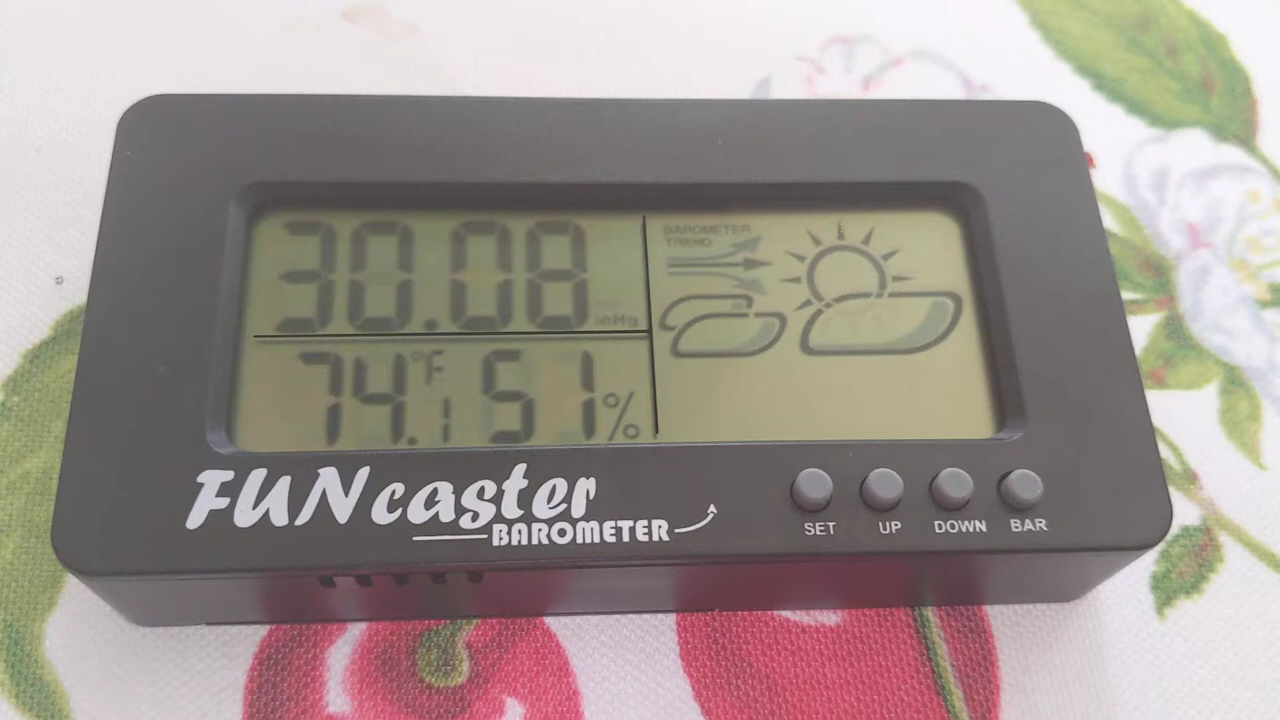 30.08 inHg
74.1 °F 51%
BAROMETER
TREND
FUNcaster
BAROMETER
SET UP DOWN BAR